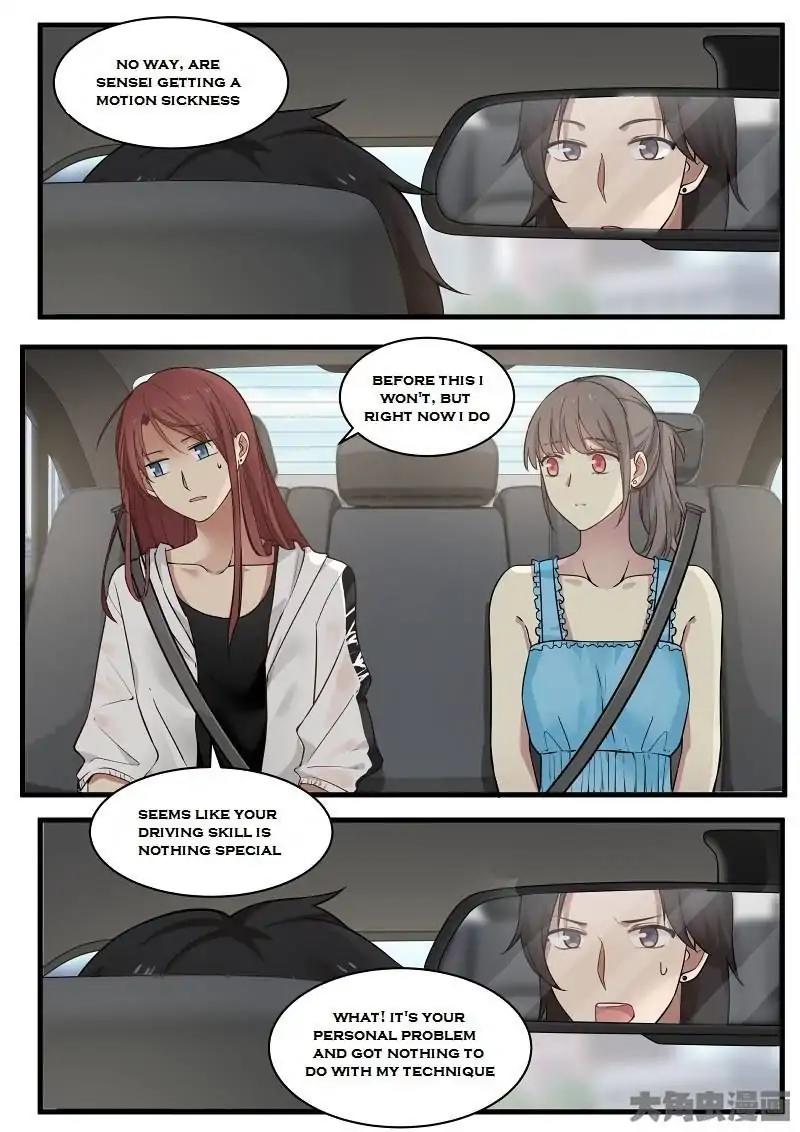 NO WAY, ARE
SENSEI GETTING A
MOTION SICKNESS
BEFORE THIS I
WON'T, BUT
RIGHT NOW I DO
SEEMS LIKE YOUR
DRIVING SKILL IS
NOTHING SPECIAL
WHAT! IT'S YOUR
PERSONAL PROBLEM
AND GOT NOTHING TO
DO WITH MY TECHNIQUE
大角虫漫画